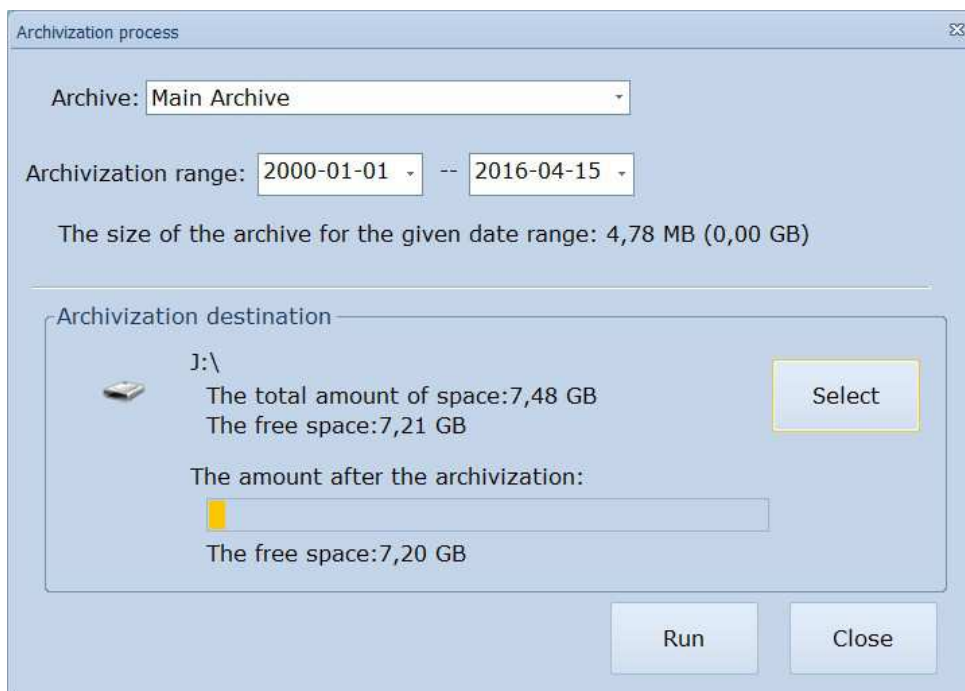 Archivization process
Archive: Main Archive
Archivization range: 2000-01-01 -- 2016-04-15
The size of the archive for the given date range: 4,78 MB (0,00 GB)
Archivization destination
J:\
The total amount of space:7,48 GB
The free space:7,21 GB
Select
The amount after the archivization:
The free space:7,20 GB
Run Close